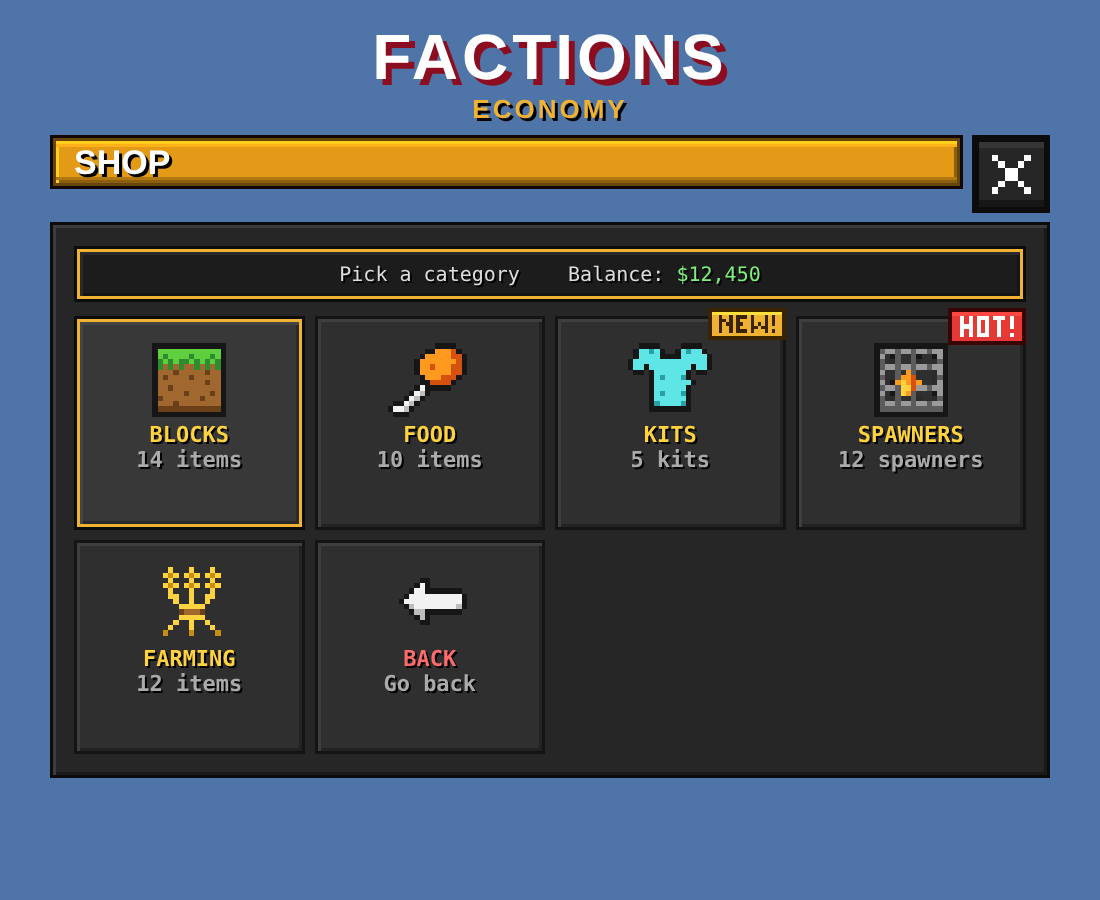 FACTIONS
ECONOMY
SHOP
Pick a category Balance: $12,450
NEW!
HOT!
BLOCKS
14 items
FOOD
10 items
KITS
5 kits
SPAWNERS
12 spawners
FARMING
12 items
BACK
Go back